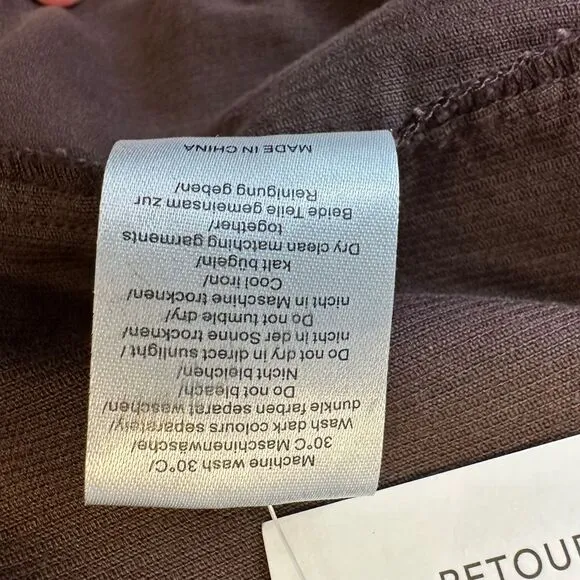 Machine wash 30°C/
30°C Maschinenwäsche/
Wash dark colours separately/
dunkle farben separat waschen/
Do not bleach/
Nicht bleichen/
Do not dry in direct sunlight /
nicht in der Sonne trocknen/
Do not tumble dry/
nicht in Maschine trocknen/
Cool iron/
kalt bügeln/
Dry clean matching garments
together/
Beide Teile gemeinsam zur
Reinigung geben/
MADE IN CHINA
RETOUR